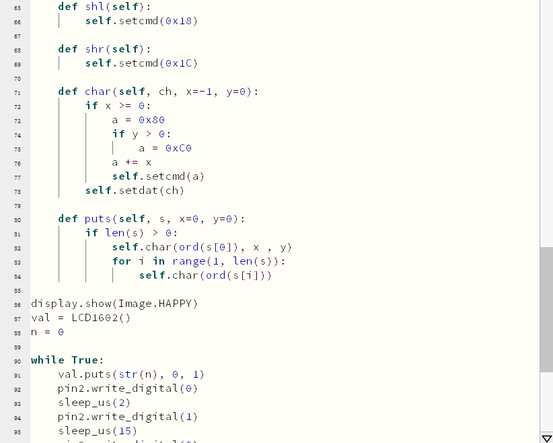 65 def shl(self):
66 self.setcmd(0x18)
67
68 def shr(self):
69 self.setcmd(0x1C)
70
71 def char(self, ch, x=-1, y=0):
72 if x >= 0:
73 a = 0x80
74 if y > 0:
75 a = 0xC0
76 a += x
77 self.setcmd(a)
78 self.setdat(ch)
79
80 def puts(self, s, x=0, y=0):
81 if len(s) > 0:
82 self.char(ord(s[0]), x , y)
83 for i in range(1, len(s)):
84 self.char(ord(s[i]))
85
86 display.show(Image.HAPPY)
87 val = LCD1602()
88 n = 0
89
90 while True:
91 val.puts(str(n), 0, 1)
92 pin2.write_digital(0)
93 sleep_us(2)
94 pin2.write_digital(1)
95 sleep_us(15)